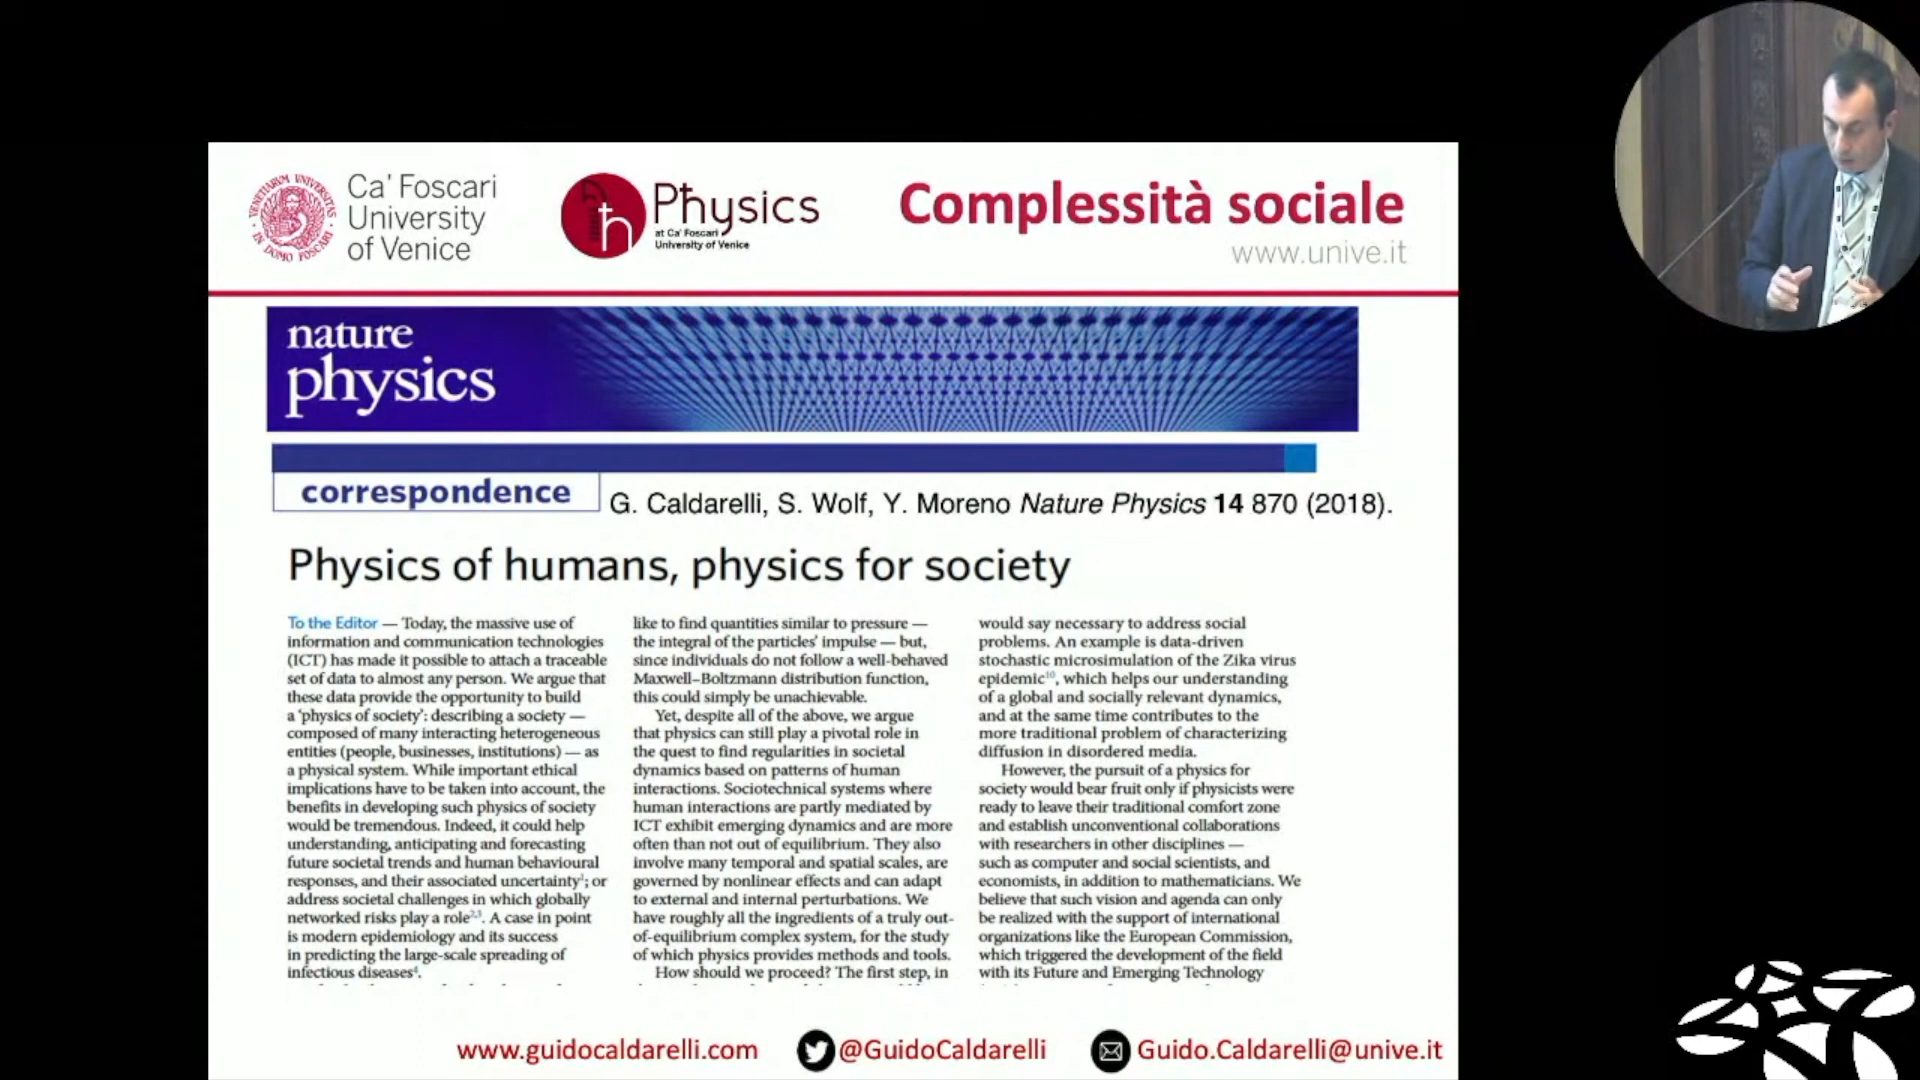 Ca' Foscari
University
of Venice
Physics
at Ca' Foscari
University of Venice
Complessità sociale
www.unive.it
nature
physics
correspondence
G. Caldarelli, S. Wolf, Y. Moreno Nature Physics 14 870 (2018).
Physics of humans, physics for society
To the Editor — Today, the massive use of
information and communication technologies
(ICT) has made it possible to attach a traceable
set of data to almost any person. We argue that
these data provide the opportunity to build
a 'physics of society': describing a society —
composed of many interacting heterogeneous
entities (people, businesses, institutions) — as
a physical system. While important ethical
implications have to be taken into account, the
benefits in developing such physics of society
would be tremendous. Indeed, it could help
understanding, anticipating and forecasting
future societal trends and human behavioural
responses, and their associated uncertainty¹; or
address societal challenges in which globally
networked risks play a role²,³. A case in point
is modern epidemiology and its success
in predicting the large-scale spreading of
infectious diseases⁴.
like to find quantities similar to pressure —
the integral of the particles' impulse — but,
since individuals do not follow a well-behaved
Maxwell–Boltzmann distribution function,
this could simply be unachievable.
Yet, despite all of the above, we argue
that physics can still play a pivotal role in
the quest to find regularities in societal
dynamics based on patterns of human
interactions. Sociotechnical systems where
human interactions are partly mediated by
ICT exhibit emerging dynamics and are more
often than not out of equilibrium. They also
involve many temporal and spatial scales, are
governed by nonlinear effects and can adapt
to external and internal perturbations. We
have roughly all the ingredients of a truly out-
of-equilibrium complex system, for the study
of which physics provides methods and tools.
How should we proceed? The first step, in
would say necessary to address social
problems. An example is data-driven
stochastic microsimulation of the Zika virus
epidemic¹⁰, which helps our understanding
of a global and socially relevant dynamics,
and at the same time contributes to the
more traditional problem of characterizing
diffusion in disordered media.
However, the pursuit of a physics for
society would bear fruit only if physicists were
ready to leave their traditional comfort zone
and establish unconventional collaborations
with researchers in other disciplines —
such as computer and social scientists, and
economists, in addition to mathematicians. We
believe that such vision and agenda can only
be realized with the support of international
organizations like the European Commission,
which triggered the development of the field
with its Future and Emerging Technology
www.guidocaldarelli.com
@GuidoCaldarelli
Guido.Caldarelli@unive.it